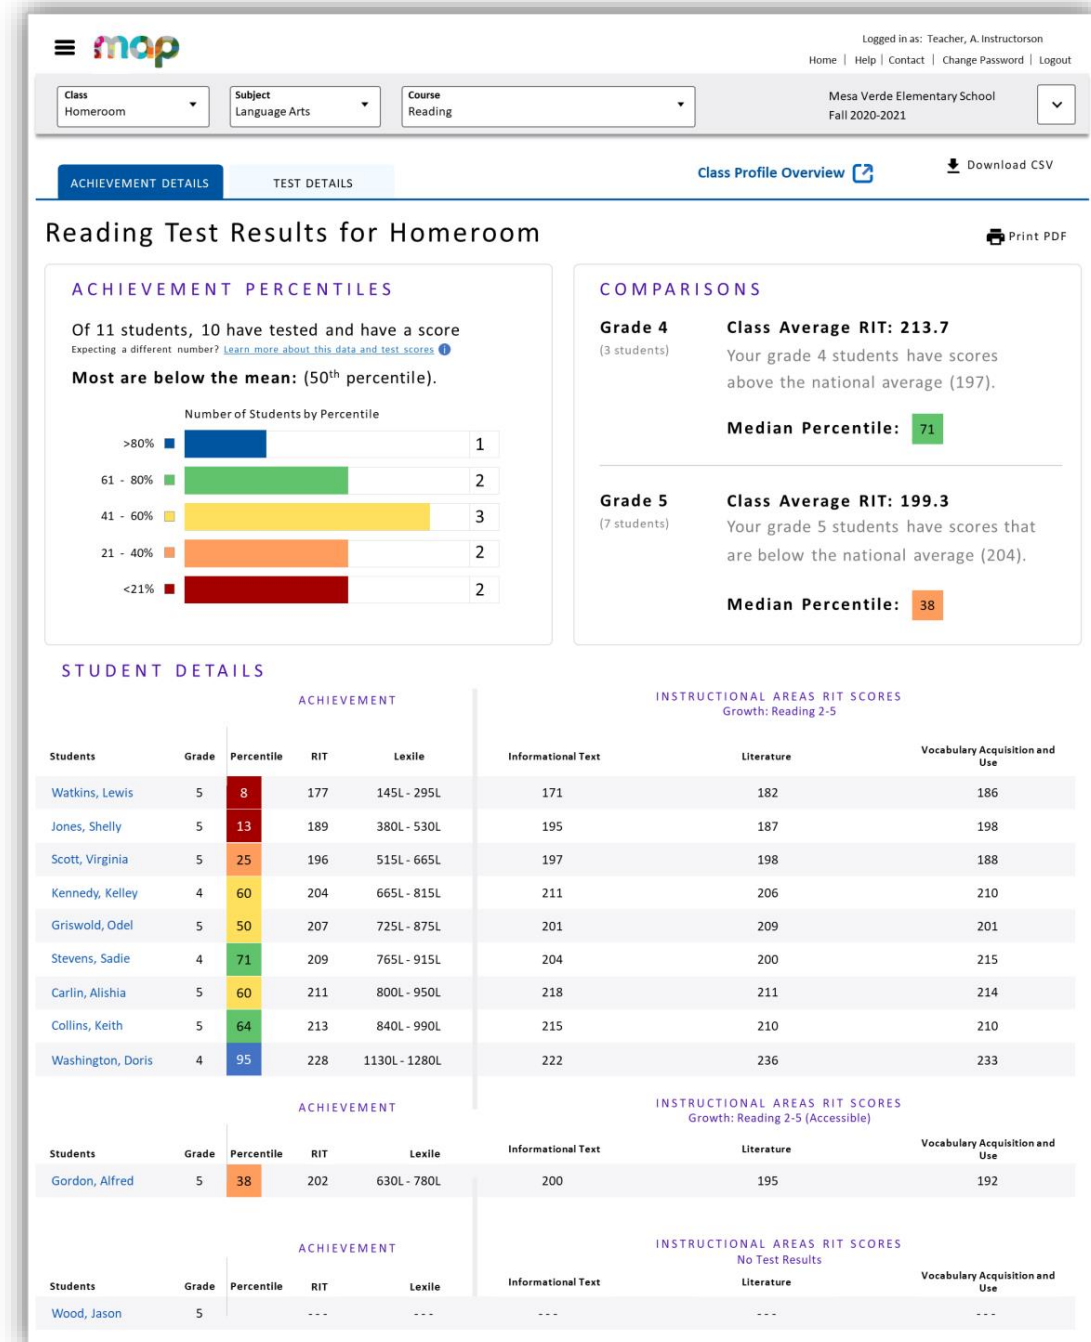 map
Logged in as: Teacher, A. Instructorson
Home | Help | Contact | Change Password | Logout
Class
Homeroom
Subject
Language Arts
Course
Reading
Mesa Verde Elementary School
Fall 2020-2021
ACHIEVEMENT DETAILS
TEST DETAILS
Class Profile Overview
Download CSV
Reading Test Results for Homeroom
Print PDF
ACHIEVEMENT PERCENTILES
Of 11 students, 10 have tested and have a score
Expecting a different number? Learn more about this data and test scores i
Most are below the mean: (50th percentile).
Number of Students by Percentile
>80% 1
61 - 80% 2
41 - 60% 3
21 - 40% 2
<21% 2
COMPARISONS
Grade 4
(3 students)
Class Average RIT: 213.7
Your grade 4 students have scores
above the national average (197).
Median Percentile: 71
Grade 5
(7 students)
Class Average RIT: 199.3
Your grade 5 students have scores that
are below the national average (204).
Median Percentile: 38
STUDENT DETAILS
ACHIEVEMENT
INSTRUCTIONAL AREAS RIT SCORES
Growth: Reading 2-5
Students Grade Percentile RIT Lexile Informational Text Literature Vocabulary Acquisition and Use
Watkins, Lewis 5 8 177 145L - 295L 171 182 186
Jones, Shelly 5 13 189 380L - 530L 195 187 198
Scott, Virginia 5 25 196 515L - 665L 197 198 188
Kennedy, Kelley 4 60 204 665L - 815L 211 206 210
Griswold, Odel 5 50 207 725L - 875L 201 209 201
Stevens, Sadie 4 71 209 765L - 915L 204 200 215
Carlin, Alishia 5 60 211 800L - 950L 218 211 214
Collins, Keith 5 64 213 840L - 990L 215 210 210
Washington, Doris 4 95 228 1130L - 1280L 222 236 233
ACHIEVEMENT
INSTRUCTIONAL AREAS RIT SCORES
Growth: Reading 2-5 (Accessible)
Students Grade Percentile RIT Lexile Informational Text Literature Vocabulary Acquisition and Use
Gordon, Alfred 5 38 202 630L - 780L 200 195 192
ACHIEVEMENT
INSTRUCTIONAL AREAS RIT SCORES
No Test Results
Students Grade Percentile RIT Lexile Informational Text Literature Vocabulary Acquisition and Use
Wood, Jason 5 --- --- --- --- ---